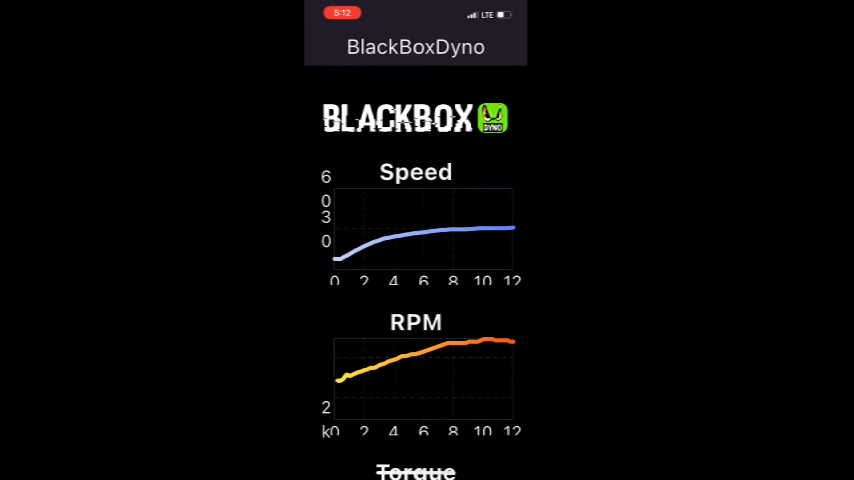 5:12 LTE
BlackBoxDyno
BLACKBOX DYNO
Speed
6
0
3
0
0 2 4 6 8 10 12
RPM
2
k0 2 4 6 8 10 12
Torque